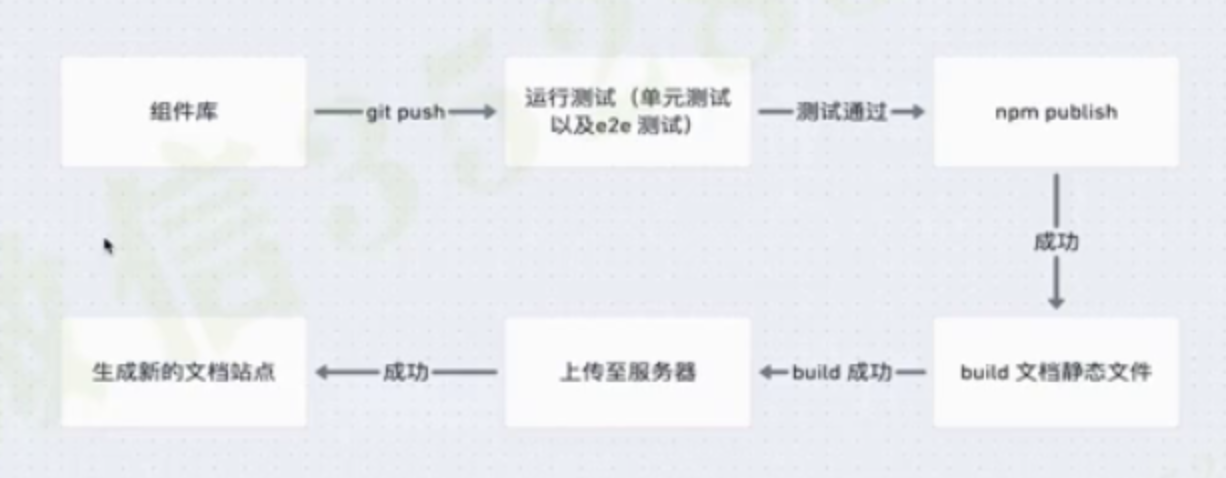 组件库
git push
运行测试（单元测试
以及e2e 测试）
测试通过
npm publish
成功
build 文档静态文件
build 成功
上传至服务器
成功
生成新的文档站点